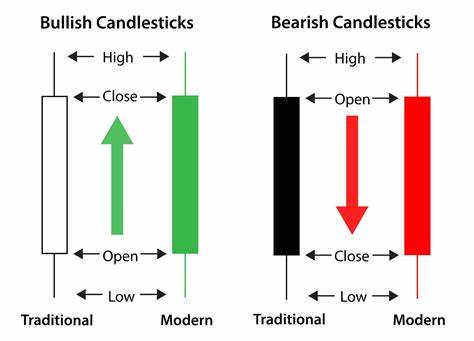 Bullish Candlesticks
High
Close
Open
Low
Traditional
Modern
Bearish Candlesticks
High
Open
Close
Low
Traditional
Modern